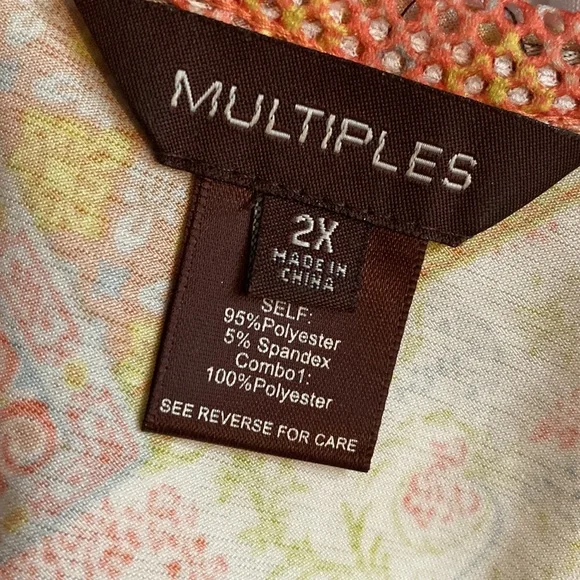 MULTIPLES
2X
MADE IN
CHINA
SELF:
95%Polyester
5% Spandex
Combo1:
100%Polyester
SEE REVERSE FOR CARE